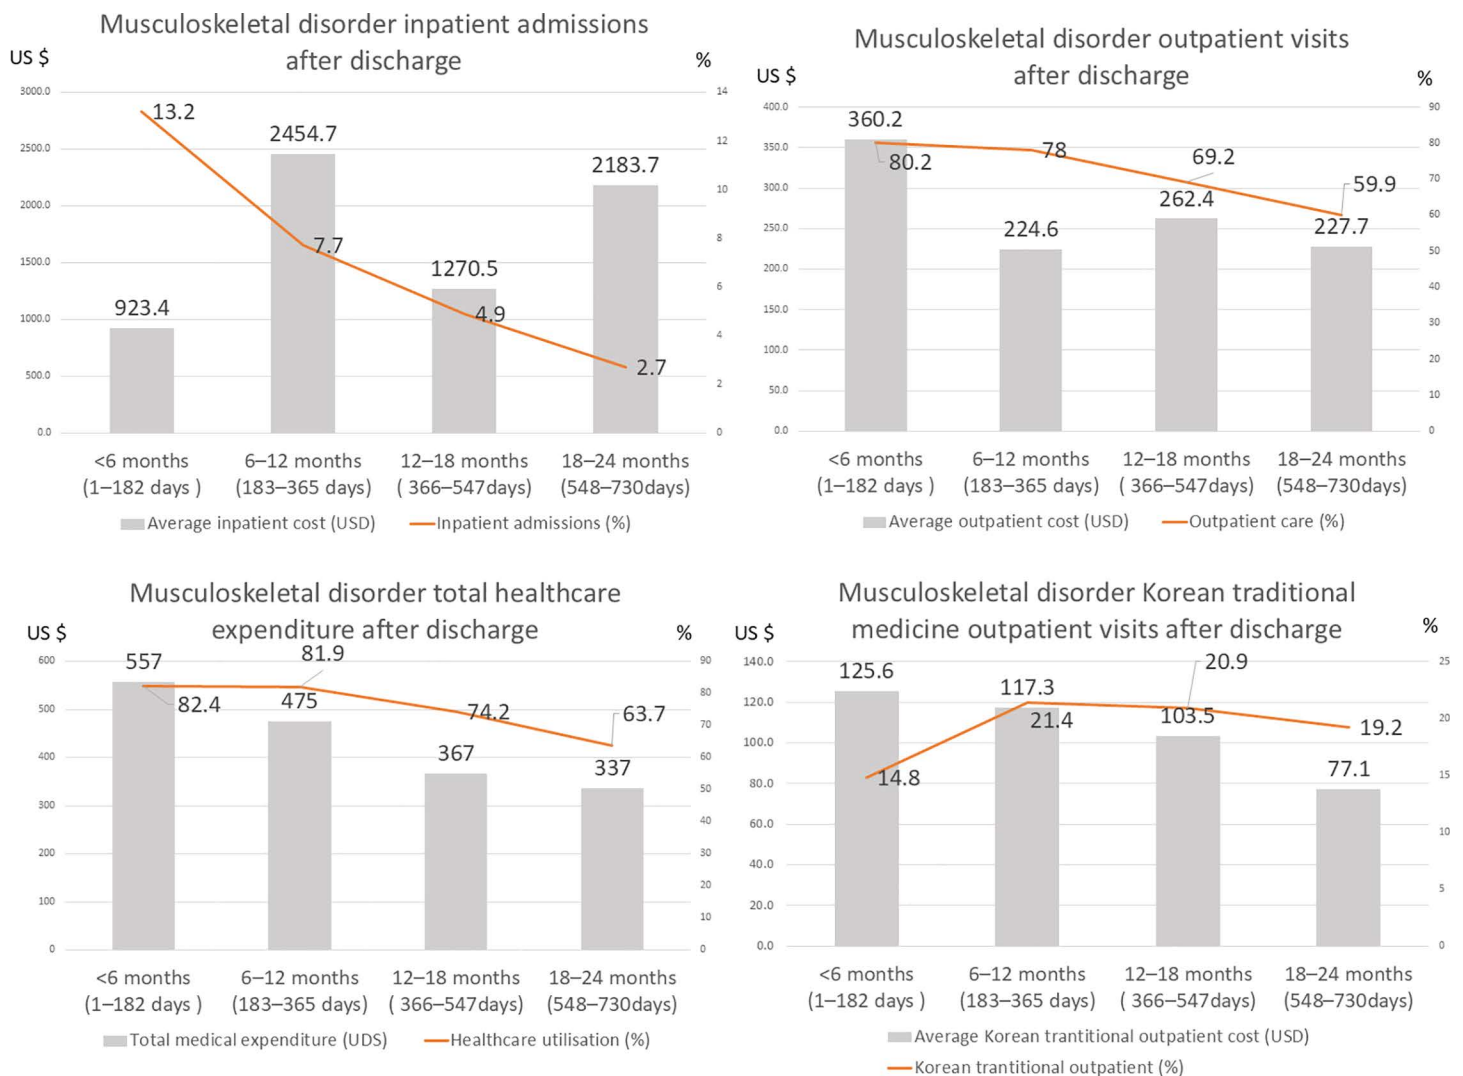 Musculoskeletal disorder inpatient admissions
after discharge
US $
%
3000.0
2500.0
2000.0
1500.0
1000.0
500.0
0.0
14
12
10
8
6
4
2
0
13.2
2454.7
2183.7
7.7
1270.5
923.4
4.9
2.7
<6 months
(1–182 days )
6–12 months
(183–365 days)
12–18 months
( 366–547days)
18–24 months
(548–730days)
Average inpatient cost (USD)
Inpatient admissions (%)
Musculoskeletal disorder outpatient visits
after discharge
US $
%
400.0
350.0
300.0
250.0
200.0
150.0
100.0
50.0
0.0
90
80
70
60
50
40
30
20
10
0
360.2
80.2
78
69.2
59.9
224.6
262.4
227.7
<6 months
(1–182 days )
6–12 months
(183–365 days)
12–18 months
( 366–547days)
18–24 months
(548–730days)
Average outpatient cost (USD)
Outpatient care (%)
Musculoskeletal disorder total healthcare
expenditure after discharge
US $
%
600
500
400
300
200
100
0
90
80
70
60
50
40
30
20
10
0
557
81.9
82.4
475
74.2
63.7
367
337
<6 months
(1–182 days )
6–12 months
(183–365 days)
12–18 months
( 366–547days)
18–24 months
(548–730days)
Total medical expenditure (UDS)
Healthcare utilisation (%)
Musculoskeletal disorder Korean traditional
medicine outpatient visits after discharge
US $
%
140.0
120.0
100.0
80.0
60.0
40.0
20.0
0.0
25
20
15
10
5
0
125.6
117.3
20.9
21.4
103.5
19.2
14.8
77.1
<6 months
(1–182 days )
6–12 months
(183–365 days)
12–18 months
( 366–547days)
18–24 months
(548–730days)
Average Korean trantitional outpatient cost (USD)
Korean trantitional outpatient (%)